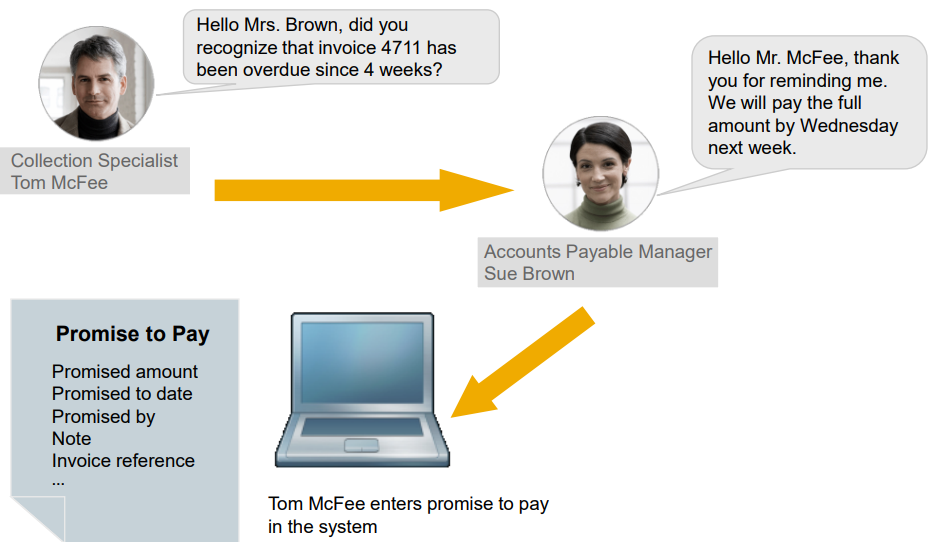 Hello Mrs. Brown, did you
recognize that invoice 4711 has
been overdue since 4 weeks?
Hello Mr. McFee, thank
you for reminding me.
We will pay the full
amount by Wednesday
next week.
Collection Specialist
Tom McFee
Accounts Payable Manager
Sue Brown
Promise to Pay
Promised amount
Promised to date
Promised by
Note
Invoice reference
...
Tom McFee enters promise to pay
in the system